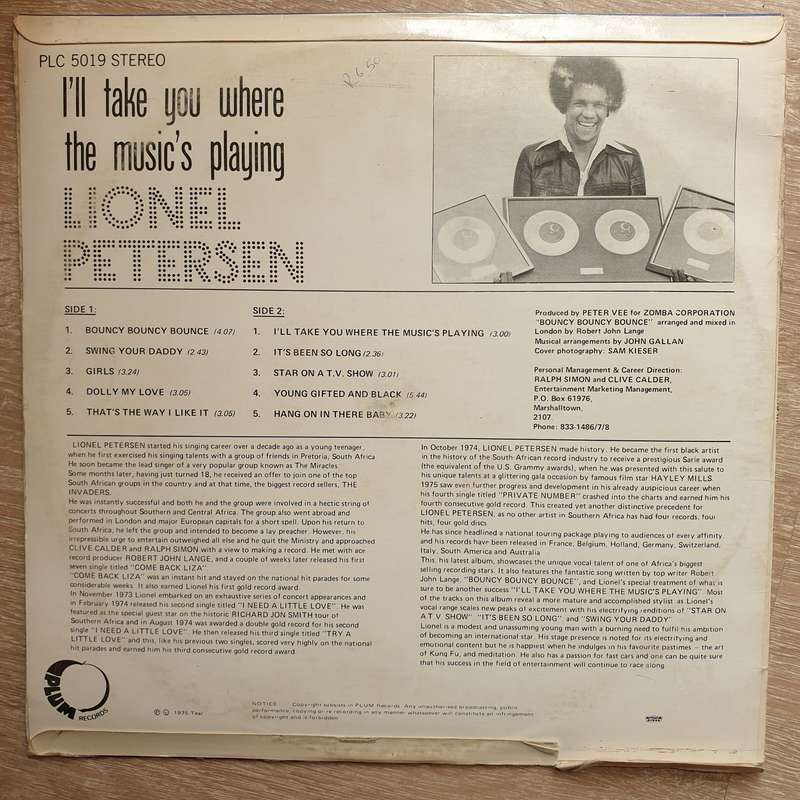 PLC 5019 STEREO
I'll take you where
the music's playing
LIONEL
PETERSEN
R6.50
SIDE 1:
1. BOUNCY BOUNCY BOUNCE (4.07)
2. SWING YOUR DADDY (2.43)
3. GIRLS (3.24)
4. DOLLY MY LOVE (3.05)
5. THAT'S THE WAY I LIKE IT (3.05)
SIDE 2:
1. I'LL TAKE YOU WHERE THE MUSIC'S PLAYING (3.00)
2. IT'S BEEN SO LONG (2.36)
3. STAR ON A T.V. SHOW (3.01)
4. YOUNG GIFTED AND BLACK (5.44)
5. HANG ON IN THERE BABY (3.22)
Produced by PETER VEE for ZOMBA CORPORATION
"BOUNCY BOUNCY BOUNCE" arranged and mixed in
London by Robert John Lange
Musical arrangements by JOHN GALLAN
Cover photography: SAM KIESER
Personal Management & Career Direction:
RALPH SIMON and CLIVE CALDER,
Entertainment Marketing Management,
P.O. Box 61976,
Marshalltown,
2107.
Phone: 833-1486/7/8
LIONEL PETERSEN started his singing career over a decade ago as a young teenager,
when he first exercised his singing talents with a group of friends in Pretoria, South Africa
He soon became the lead singer of a very popular group known as The Miracles.
Some months later, having just turned 18, he received an offer to join one of the top
South African groups in the country and at that time, the biggest record sellers, THE
INVADERS.
He was instantly successful and both he and the group were involved in a hectic string of
concerts throughout Southern and Central Africa. The group also went abroad and
performed in London and major European capitals for a short spell. Upon his return to
South Africa, he left the group and intended to become a lay preacher. However, his
irrepressible urge to entertain outweighed all else and he quit the Ministry and approached
CLIVE CALDER and RALPH SIMON with a view to making a record. He met with ace
record producer ROBERT JOHN LANGE, and a couple of weeks later released his first
seven single titled "COME BACK LIZA"
"COME BACK LIZA" was an instant hit and stayed on the national hit parades for some
considerable weeks. It also earned Lionel his first gold record award.
In November 1973 Lionel embarked on an exhaustive series of concert appearances and
in February 1974 released his second single titled "I NEED A LITTLE LOVE". He was
featured as the special guest star on the historic RICHARD JON SMITH tour of
Southern Africa and in August 1974 was awarded a double gold record for his second
single "I NEED A LITTLE LOVE". He then released his third single titled "TRY A
LITTLE LOVE" and this, like his previous two singles, scored very highly on the national
hit parades and earned him his third consecutive gold record award.
In October 1974, LIONEL PETERSEN made history. He became the first black artist
in the history of the South African record industry to receive a prestigious Sarie award
(the equivalent of the U.S. Grammy awards), when he was presented with this salute to
his unique talents at a glittering gala occasion by famous film star HAYLEY MILLS.
1975 saw even further progress and development in his already auspicious career when
his fourth single titled "PRIVATE NUMBER" crashed into the charts and earned him his
fourth consecutive gold record. This created yet another distinctive precedent for
LIONEL PETERSEN, as no other artist in Southern Africa has had four records, four
hits, four gold discs
He has since headlined a national touring package playing to audiences of every affinity
and his records have been released in France, Belgium, Holland, Germany, Switzerland,
Italy, South America and Australia
This, his latest album, showcases the unique vocal talent of one of Africa's biggest
selling recording stars. It also features the fantastic song written by top writer Robert
John Lange, "BOUNCY BOUNCY BOUNCE", and Lionel's special treatment of what is
sure to be another success "I'LL TAKE YOU WHERE THE MUSIC'S PLAYING". Most
of the tracks on this album reveal a more mature and accomplished stylist as Lionel's
vocal range scales new peaks of excitement with his electrifying renditions of "STAR ON
A T.V. SHOW" "IT'S BEEN SO LONG" and "SWING YOUR DADDY"
Lionel is a modest and unassuming young man with a burning need to fulfil his ambition
of becoming an international star. His stage presence is noted for its electrifying and
emotional content but he is happiest when he indulges in his favourite pastimes – the art
of Kung Fu, and meditation. He also has a passion for fast cars and one can be quite sure
that his success in the field of entertainment will continue to race along
PLUM
RECORDS
℗ © 1975 Teal
NOTICE Copyright subsists in PLUM Records. Any unauthorised broadcasting, public
performance, copying or re-recording in any manner whatsoever will constitute an infringement
of copyright and is forbidden